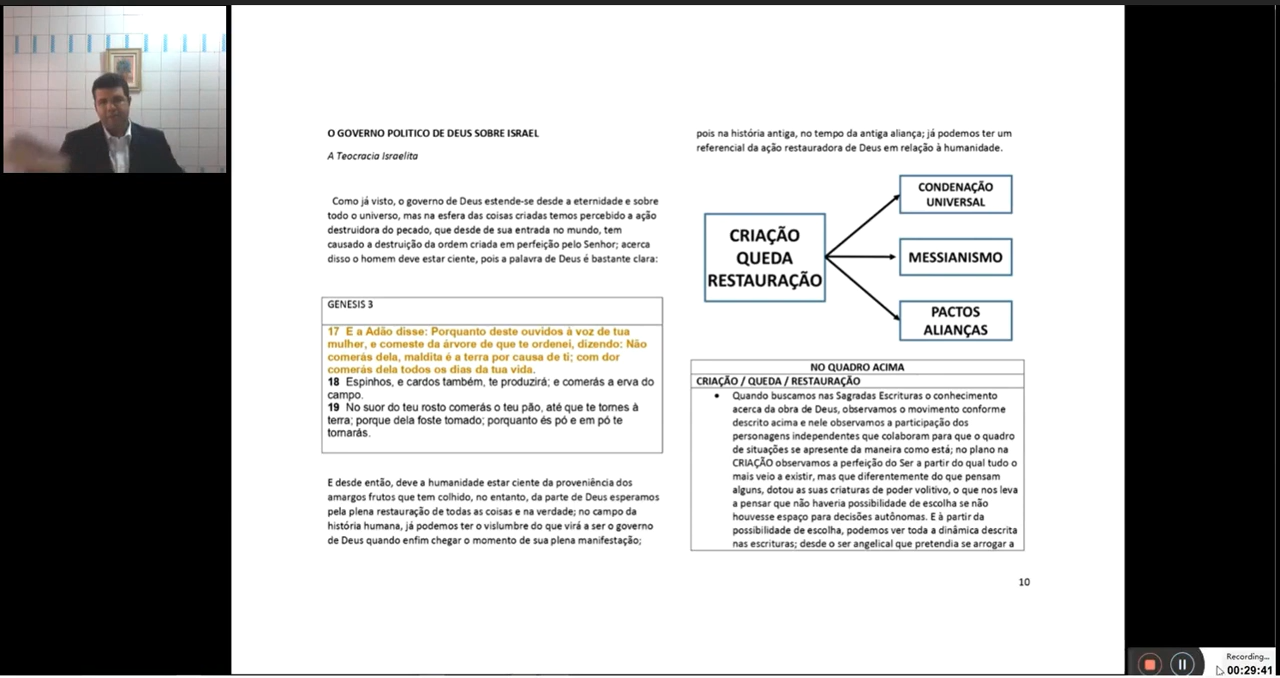 O GOVERNO POLITICO DE DEUS SOBRE ISRAEL
A Teocracia Israelita
Como já visto, o governo de Deus estende-se desde a eternidade e sobre
todo o universo, mas na esfera das coisas criadas temos percebido a ação
destruidora do pecado, que desde de sua entrada no mundo, tem
causado a destruição da ordem criada em perfeição pelo Senhor; acerca
disso o homem deve estar ciente, pois a palavra de Deus é bastante clara:
GENESIS 3
17 E a Adão disse: Porquanto deste ouvidos à voz de tua
mulher, e comeste da árvore de que te ordenei, dizendo: Não
comerás dela, maldita é a terra por causa de ti; com dor
comerás dela todos os dias da tua vida.
18 Espinhos, e cardos também, te produzirá; e comerás a erva do
campo.
19 No suor do teu rosto comerás o teu pão, até que te tornes à
terra; porque dela foste tomado; porquanto és pó e em pó te
tornarás.
E desde então, deve a humanidade estar ciente da proveniência dos
amargos frutos que tem colhido, no entanto, da parte de Deus esperamos
pela plena restauração de todas as coisas e na verdade; no campo da
história humana, já podemos ter o vislumbre do que virá a ser o governo
de Deus quando enfim chegar o momento de sua plena manifestação;
pois na história antiga, no tempo da antiga aliança; já podemos ter um
referencial da ação restauradora de Deus em relação à humanidade.
CRIAÇÃO
QUEDA
RESTAURAÇÃO
CONDENAÇÃO
UNIVERSAL
MESSIANISMO
PACTOS
ALIANÇAS
NO QUADRO ACIMA
CRIAÇÃO / QUEDA / RESTAURAÇÃO
• Quando buscamos nas Sagradas Escrituras o conhecimento
acerca da obra de Deus, observamos o movimento conforme
descrito acima e nele observamos a participação dos
personagens independentes que colaboram para que o quadro
de situações se apresente da maneira como está; no plano na
CRIAÇÃO observamos a perfeição do Ser a partir do qual tudo o
mais veio a existir, mas que diferentemente do que pensam
alguns, dotou as suas criaturas de poder volitivo, o que nos leva
a pensar que não haveria possibilidade de escolha se não
houvesse espaço para decisões autônomas. E à partir da
possibilidade de escolha, podemos ver toda a dinâmica descrita
nas escrituras; desde o ser angelical que pretendia se arrogar a
10
Recording...
00:29:41